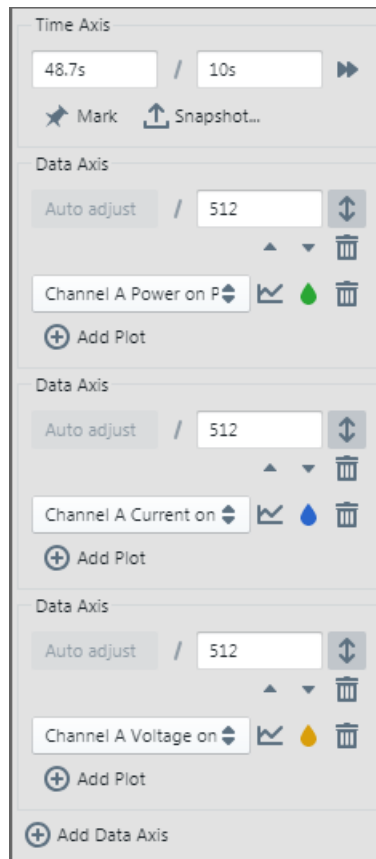 Time Axis
48.7s / 10s
Mark Snapshot...
Data Axis
Auto adjust / 512
Channel A Power on P
Add Plot
Data Axis
Auto adjust / 512
Channel A Current on
Add Plot
Data Axis
Auto adjust / 512
Channel A Voltage on
Add Plot
Add Data Axis